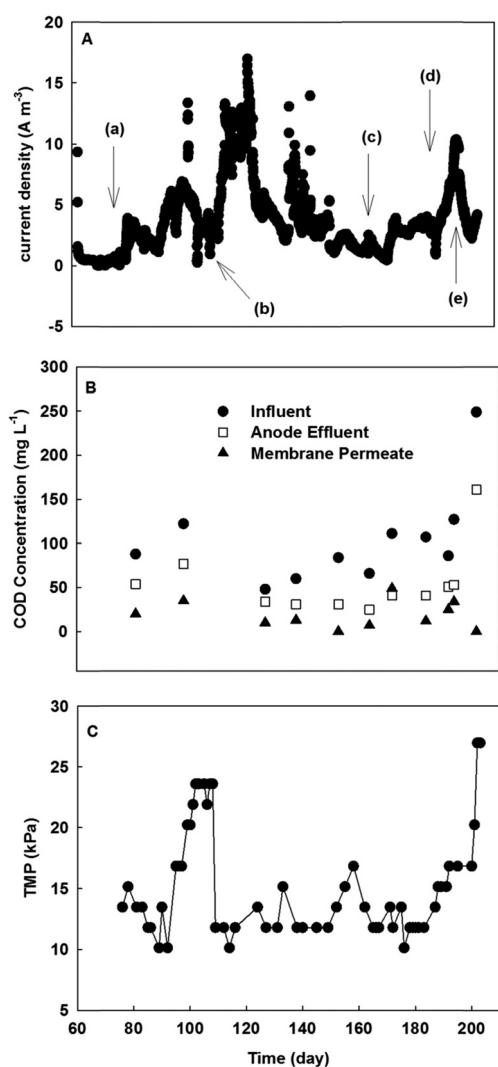 A
current density (A m-3)
20
15
10
5
0
-5
(a)
(b)
(c)
(d)
(e)
B
COD Concentration (mg L-1)
300
250
200
150
100
50
0
Influent
Anode Effluent
Membrane Permeate
C
TMP (kPa)
30
25
20
15
10
5
60 80 100 120 140 160 180 200
Time (day)